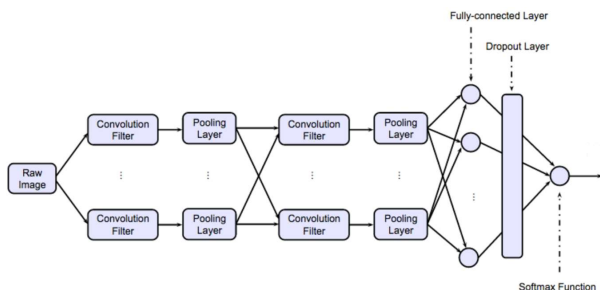 Fully-connected Layer
Dropout Layer
Convolution
Filter
Pooling
Layer
Convolution
Filter
Pooling
Layer
Raw
Image
Convolution
Filter
Pooling
Layer
Convolution
Filter
Pooling
Layer
Softmax Function